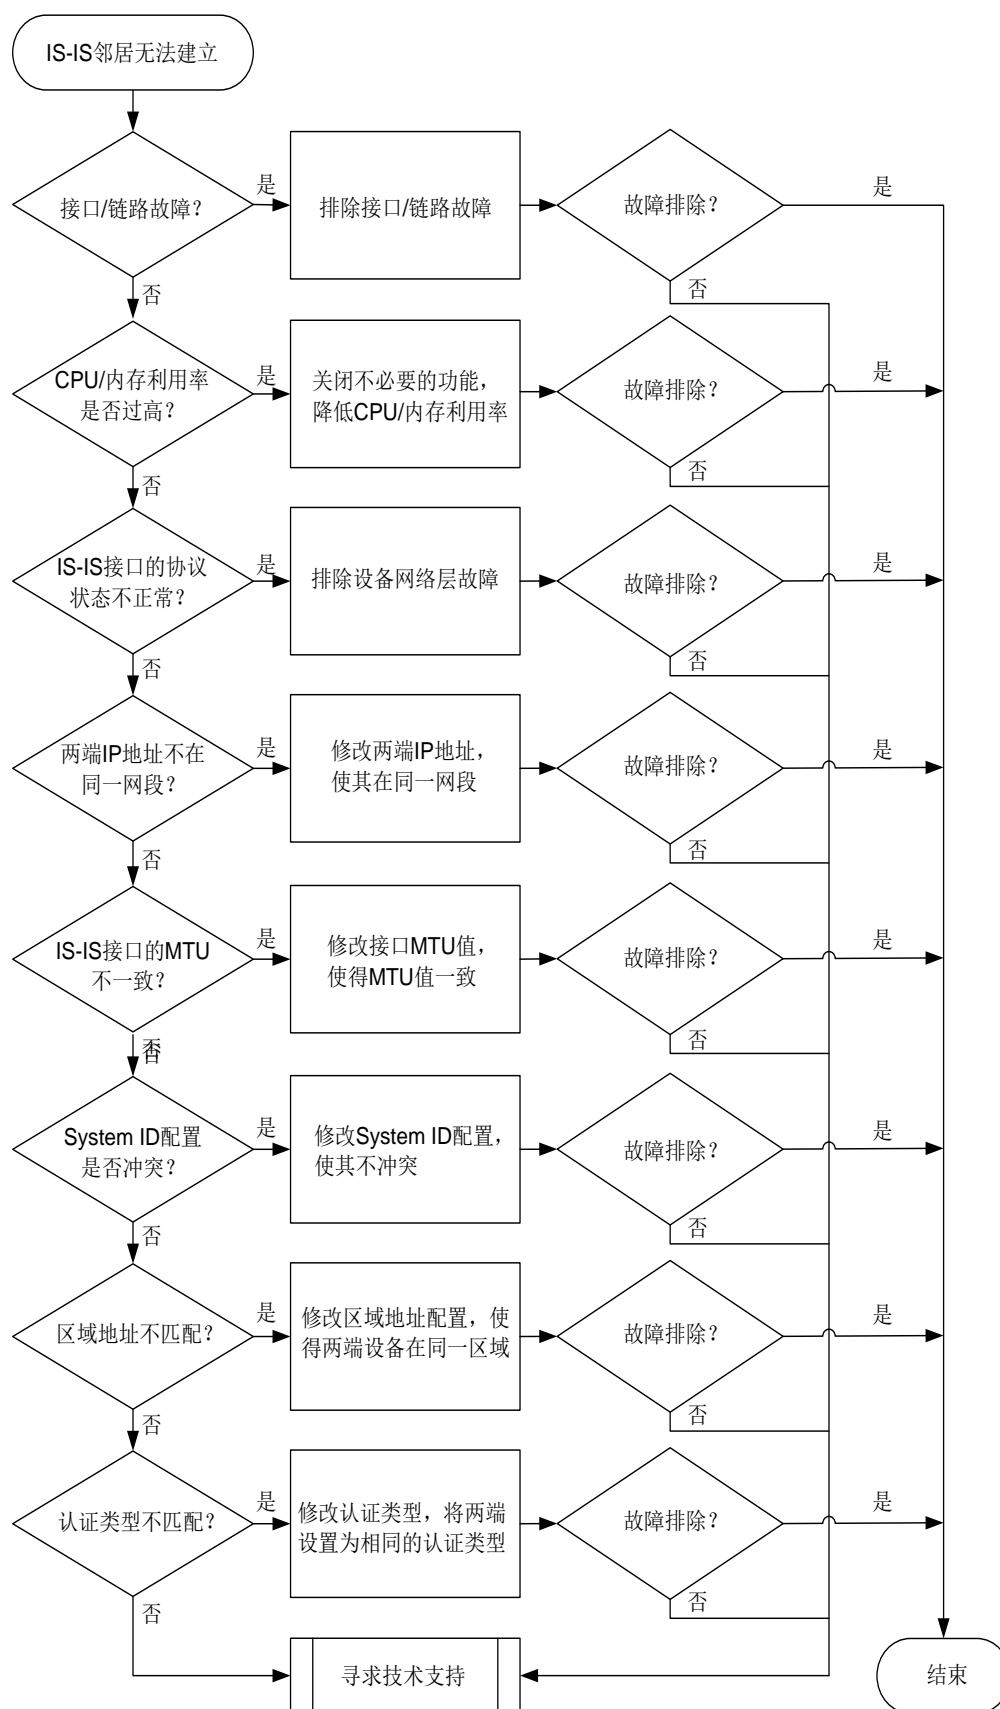 IS-IS邻居无法建立
接口/链路故障？
是
排除接口/链路故障
故障排除？
是
否
否
CPU/内存利用率
是否过高？
是
关闭不必要的功能，
降低CPU/内存利用率
故障排除？
是
否
否
IS-IS接口的协议
状态不正常？
是
排除设备网络层故障
故障排除？
是
否
否
两端IP地址不在
同一网段？
是
修改两端IP地址，
使其在同一网段
故障排除？
是
否
否
IS-IS接口的MTU
不一致？
是
修改接口MTU值，
使得MTU值一致
故障排除？
是
否
否
System ID配置
是否冲突？
是
修改System ID配置，
使其不冲突
故障排除？
是
否
否
区域地址不匹配？
是
修改区域地址配置，使
得两端设备在同一区域
故障排除？
是
否
否
认证类型不匹配？
是
修改认证类型，将两端
设置为相同的认证类型
故障排除？
是
否
否
寻求技术支持
结束